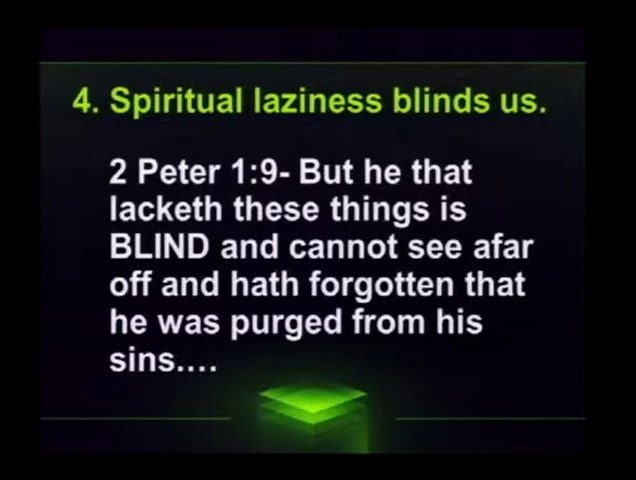 4. Spiritual laziness blinds us.
2 Peter 1:9- But he that
lacketh these things is
BLIND and cannot see afar
off and hath forgotten that
he was purged from his
sins....